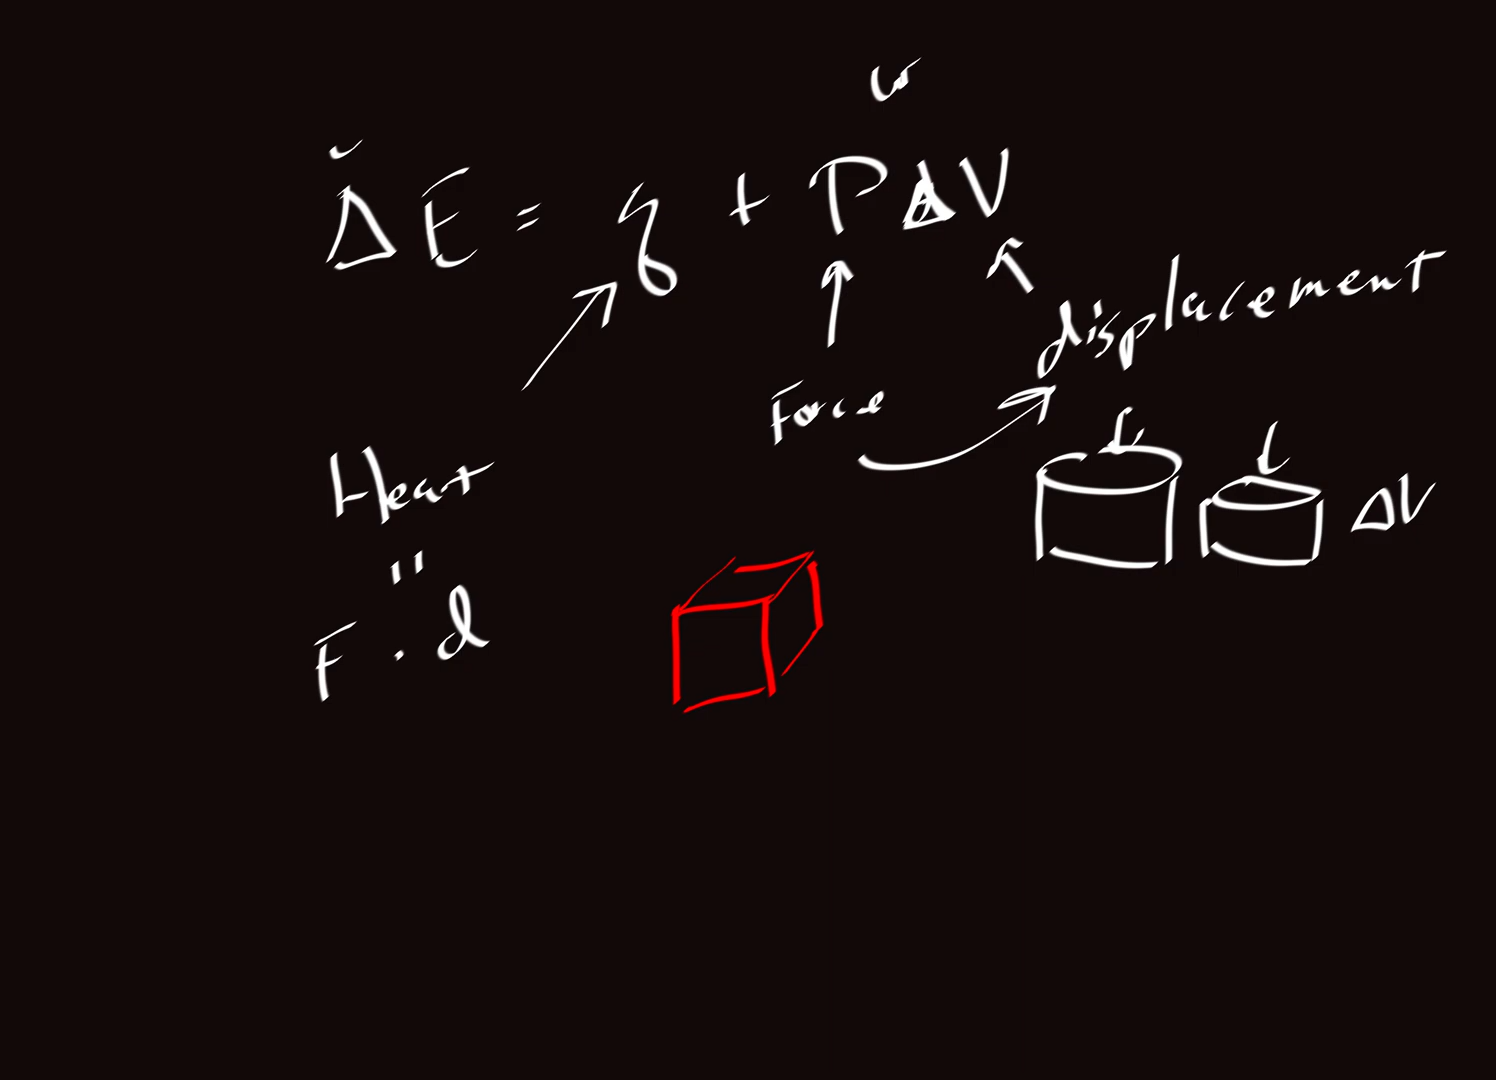 w
ΔE = q + PΔV
displacement
Force
Heat
ΔV
"
F · d